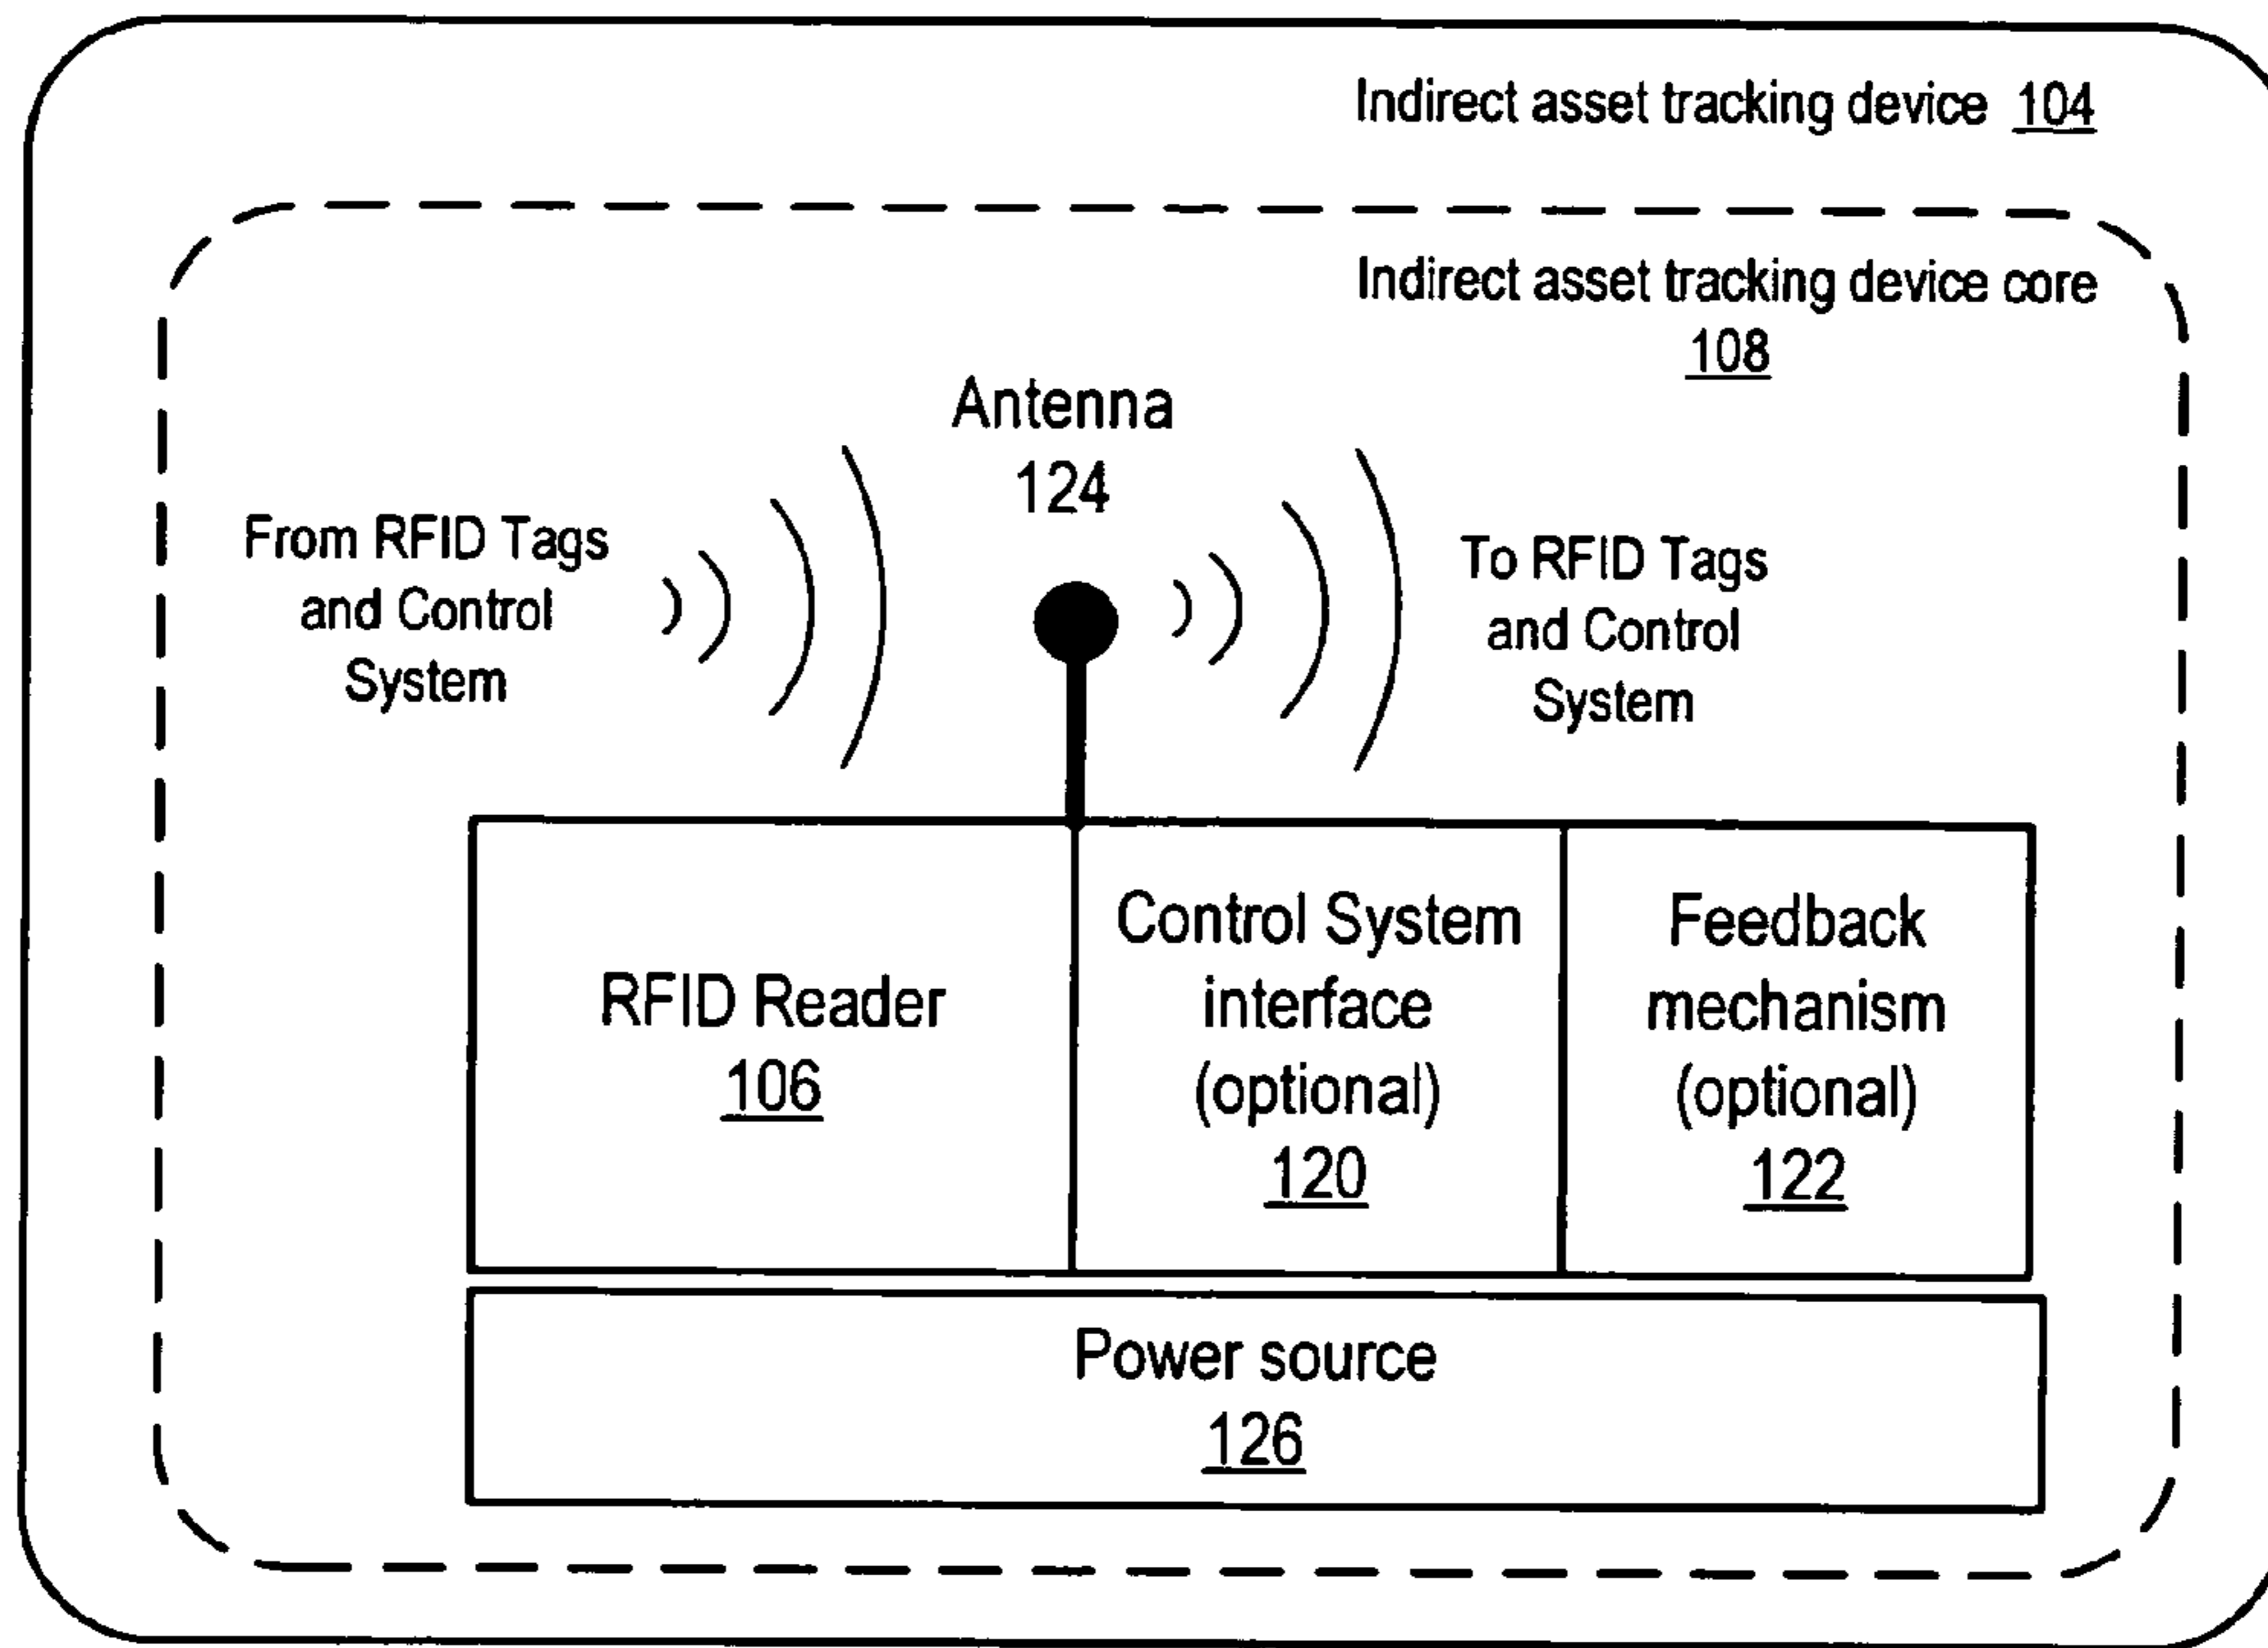 Indirect asset tracking device 104
Indirect asset tracking device core
108
Antenna
124
From RFID Tags
and Control
System
To RFID Tags
and Control
System
RFID Reader
106
Control System
interface
(optional)
120
Feedback
mechanism
(optional)
122
Power source
126